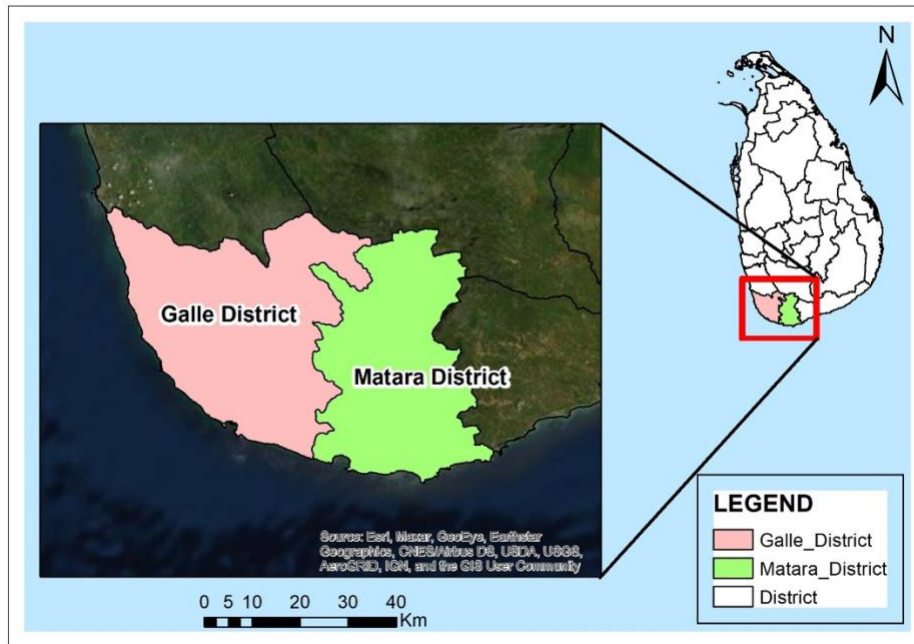 N
Galle District
Matara District
Source: Esri, Maxar, GeoEye, Earthstar
Geographics, CNES/Airbus DS, USDA, USGS,
AeroGRID, IGN, and the GIS User Community
LEGEND
Galle_District
Matara_District
District
0 5 10 20 30 40
Km